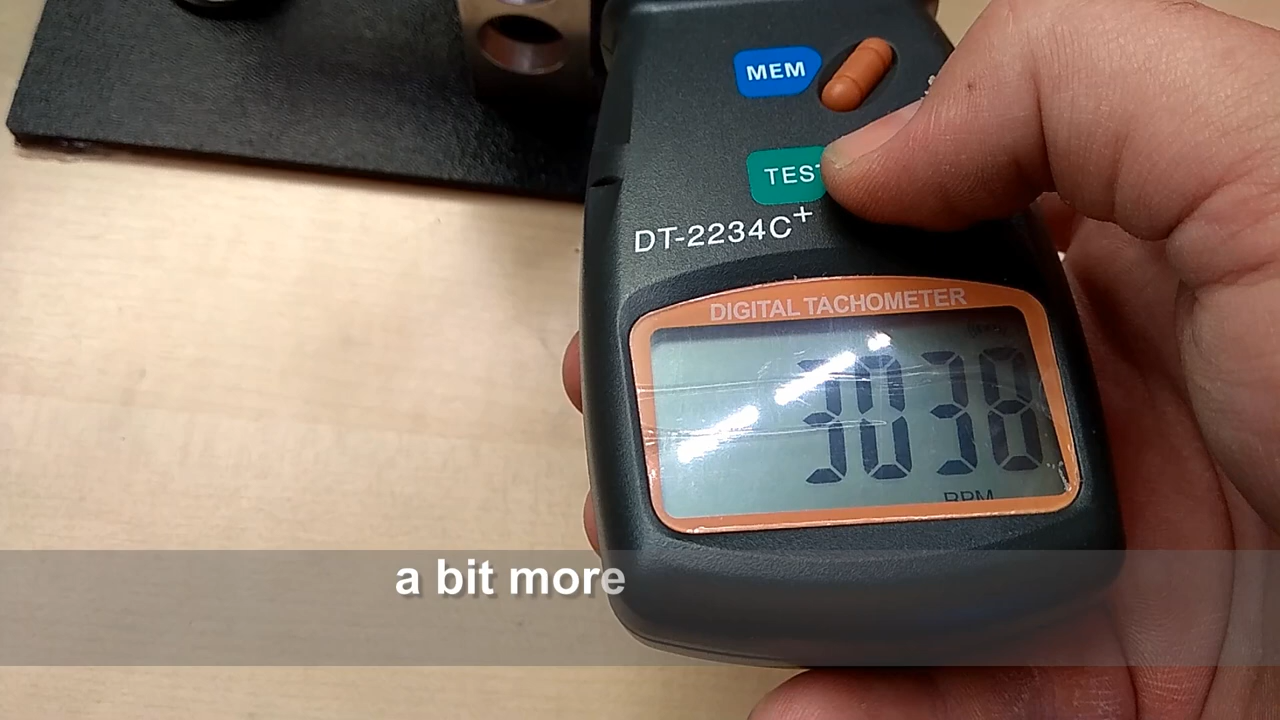 MEM
TEST
DT-2234C+
DIGITAL TACHOMETER
3038
RPM
a bit more